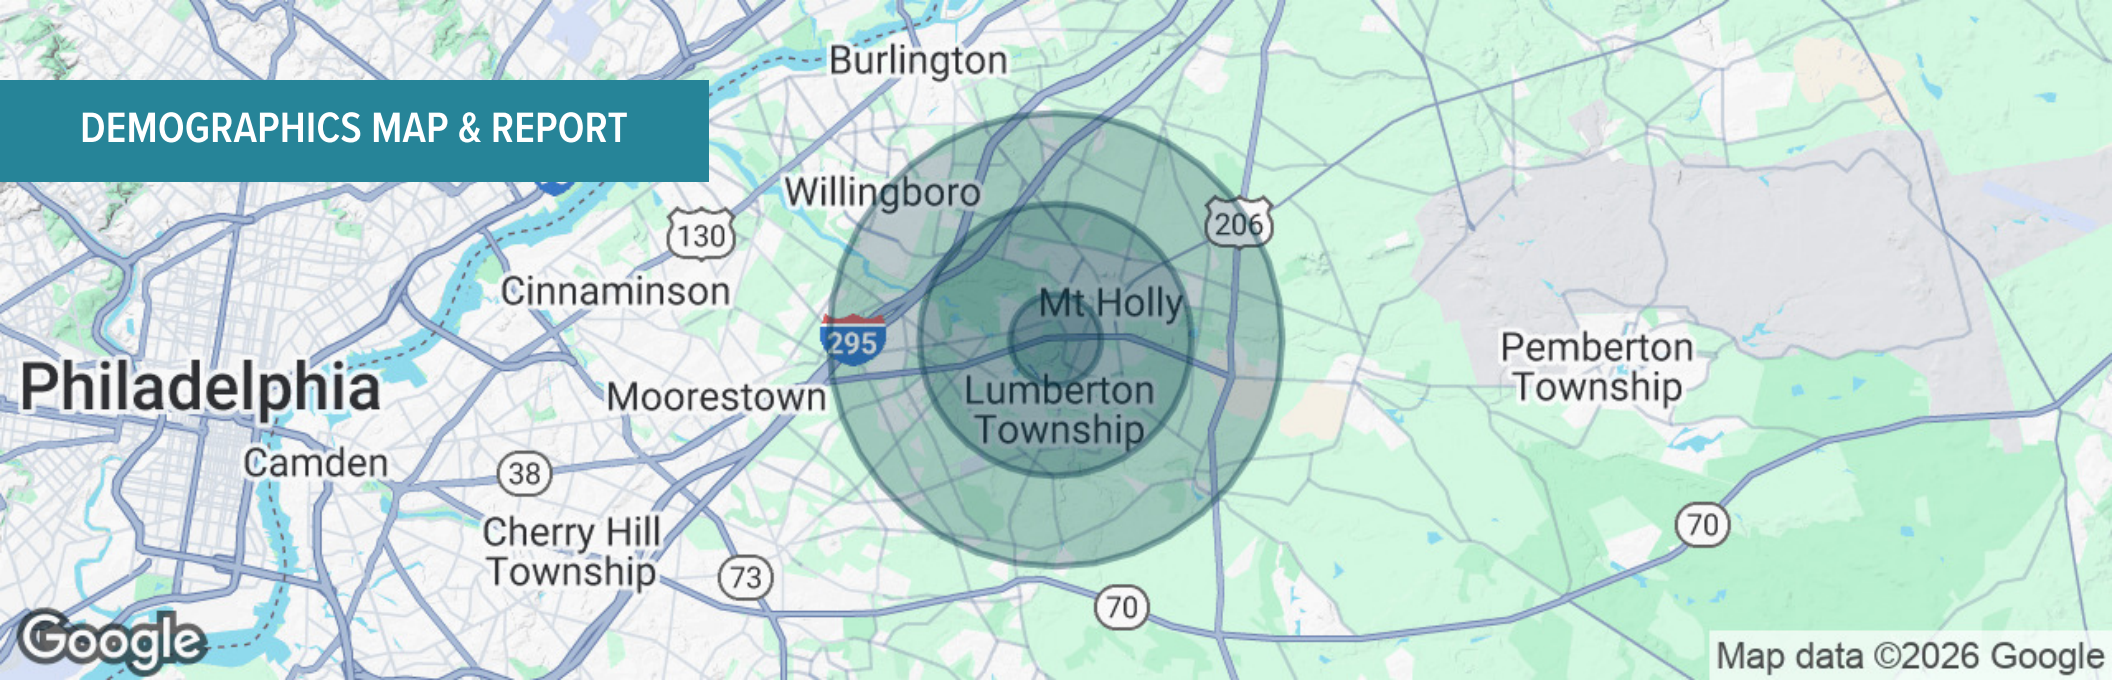 Burlington
DEMOGRAPHICS MAP & REPORT
Willingboro
130
206
Cinnaminson
Mt Holly
295
Pemberton
Township
Philadelphia
Moorestown
Lumberton
Township
Camden
38
Cherry Hill
Township
70
73
70
Google
Map data ©2026 Google